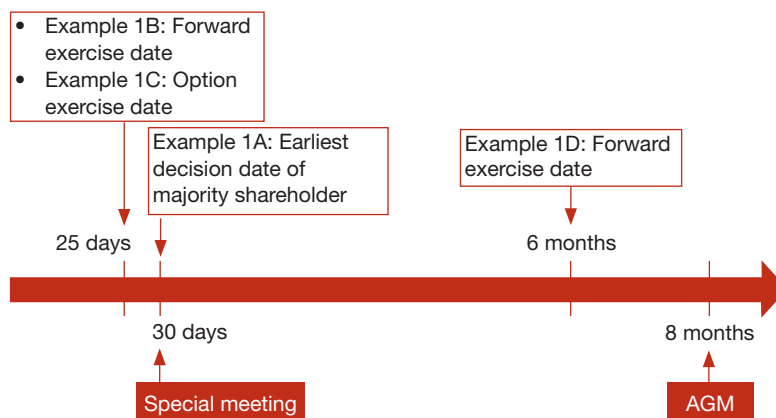 • Example 1B: Forward
exercise date
• Example 1C: Option
exercise date
Example 1A: Earliest
decision date of
majority shareholder
Example 1D: Forward
exercise date
25 days
6 months
30 days
8 months
Special meeting
AGM